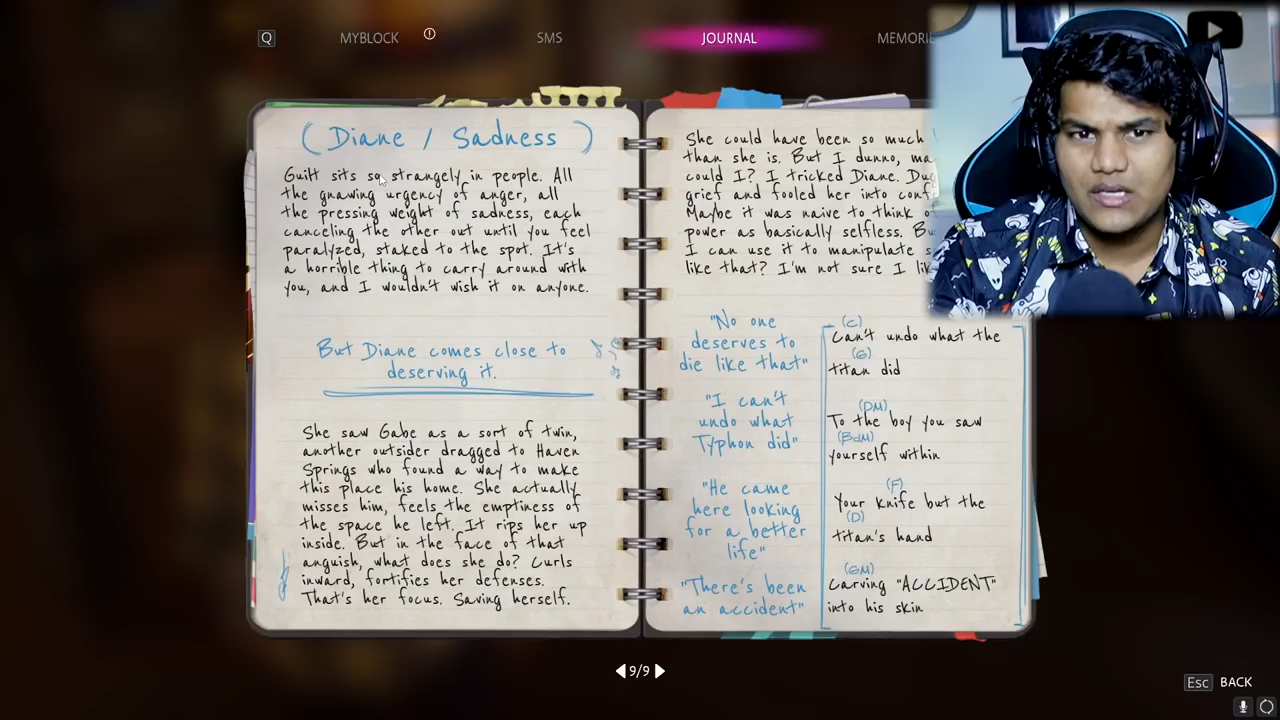 Q
MYBLOCK
SMS
JOURNAL
( Diane / Sadness )
Guilt sits so strangely in people. All
the gnawing urgency of anger, all
the pressing weight of sadness, each
canceling the other out until you feel
paralyzed, staked to the spot. It's
a horrible thing to carry around with
you, and I wouldn't wish it on anyone.
But Diane comes close to
deserving it.
She saw Gabe as a sort of twin,
another outsider dragged to Haven
Springs who found a way to make
this place his home. She actually
misses him, feels the emptiness of
the space he left. It rips her up
inside. But in the face of that
anguish, what does she do? Curls
inward, fortifies her defenses.
That's her focus. Saving herself.
She could have been so much
than she is. But I dunno,
could I? I tricked Diane.
grief and fooled her into
Maybe it was naive to think
power as basically selfless.
I can use it to manipulate
like that? I'm not sure I
"No one
deserves to
die like that"
"I can't
undo what
Typhon did"
"He came
here looking
for a better
life"
"There's been
an accident"
(C)
Can't undo what the
(G)
titan did
(DM)
To the boy you saw
(BdM)
yourself within
(F)
Your knife but the
(D)
titan's hand
(GM)
Carving "ACCIDENT"
into his skin
9/9
Esc BACK